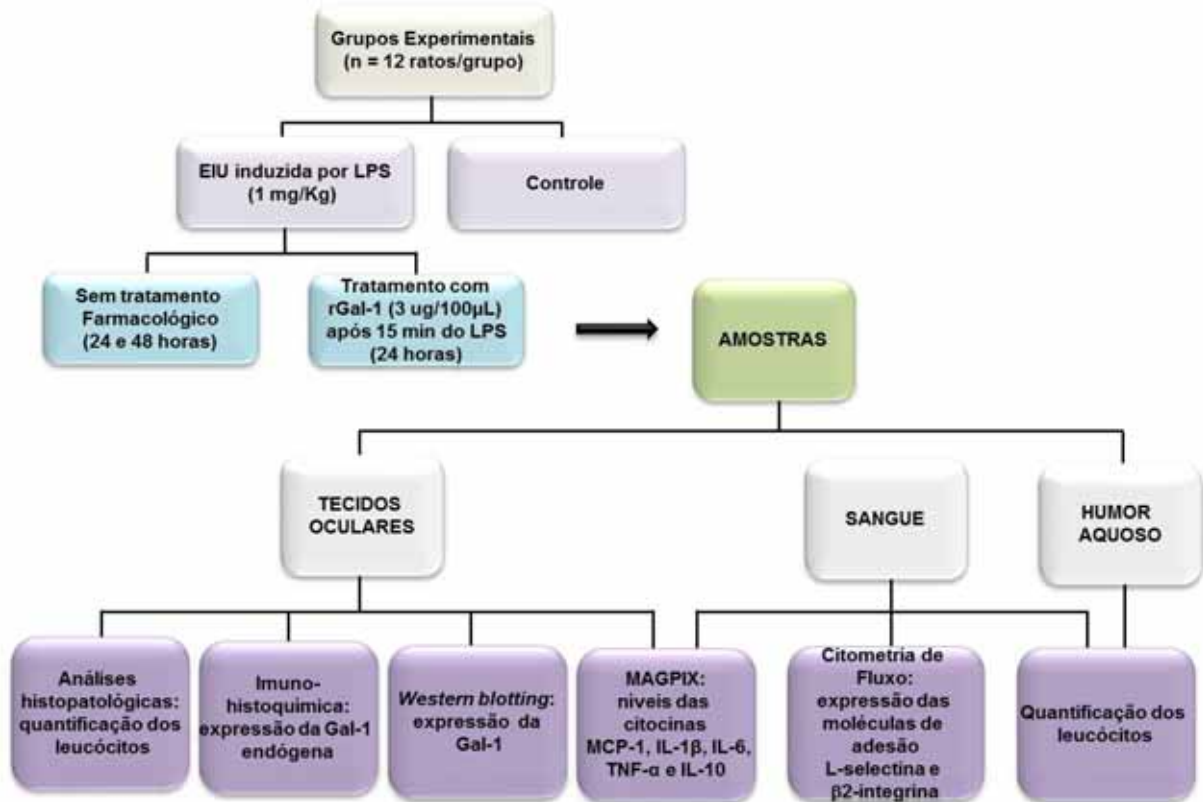 Grupos Experimentais
(n = 12 ratos/grupo)
EIU induzida por LPS
(1 mg/Kg)
Controle
Sem tratamento
Farmacológico
(24 e 48 horas)
Tratamento com
rGal-1 (3 ug/100µL)
após 15 min do LPS
(24 horas)
AMOSTRAS
TECIDOS
OCULARES
SANGUE
HUMOR
AQUOSO
Análises
histopatológicas:
quantificação dos
leucócitos
Imuno-
histoquimica:
expressão da Gal-1
endógena
Western blotting:
expressão da
Gal-1
MAGPIX:
niveis das
citocinas
MCP-1, IL-1β, IL-6,
TNF-α e IL-10
Citometria de
Fluxo:
expressão das
moléculas de
adesão
L-selectina e
β2-integrina
Quantificação dos
leucócitos